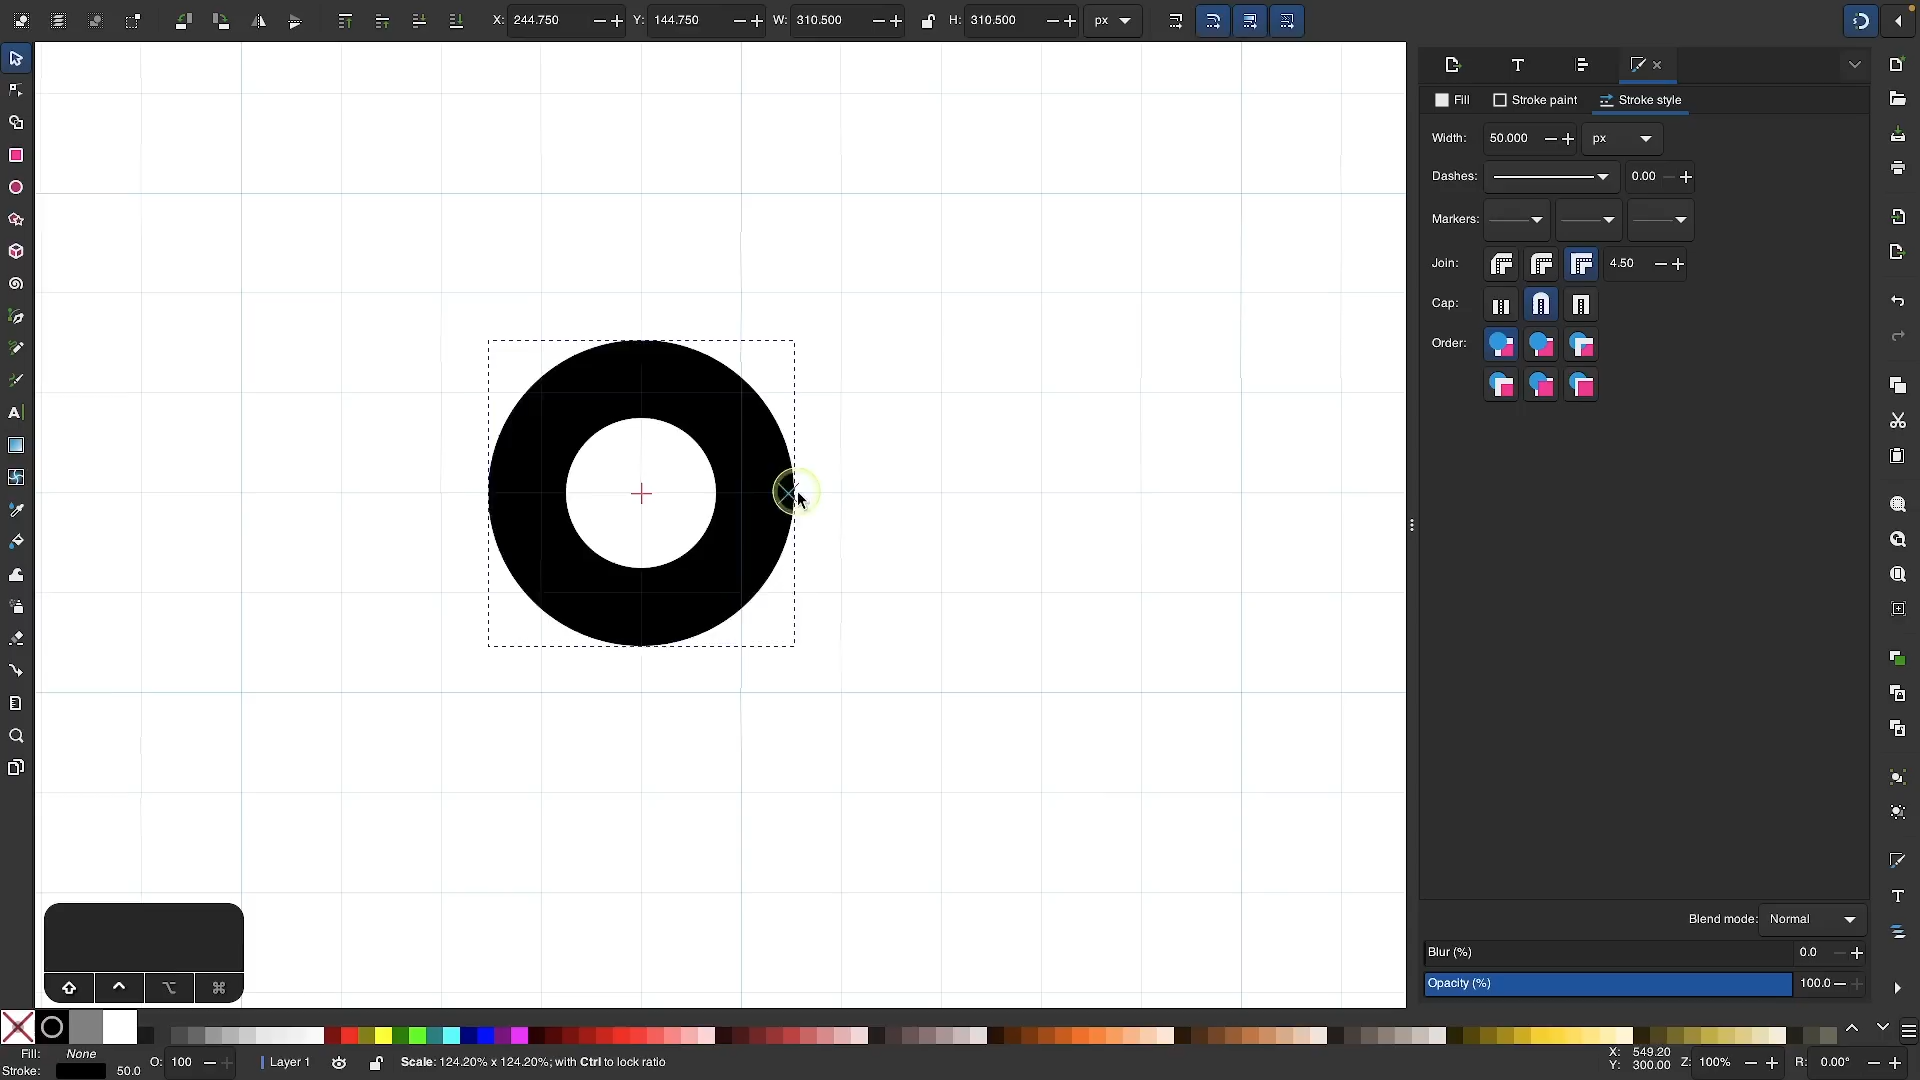 X: 244.750 Y: 144.750 W: 310.500 H: 310.500 px
Fill Stroke paint Stroke style
Width: 50.000 px
Dashes: 0.00
Markers:
Join: 4.50
Cap:
Order:
Blend mode: Normal
Blur (%) 0.0
Opacity (%) 100.0
Fill: None
Stroke: 50.0
O: 100
Layer 1
Scale: 124.20% x 124.20%; with Ctrl to lock ratio
X: 549.20
Y: 300.00
Z: 100%
R: 0.00°